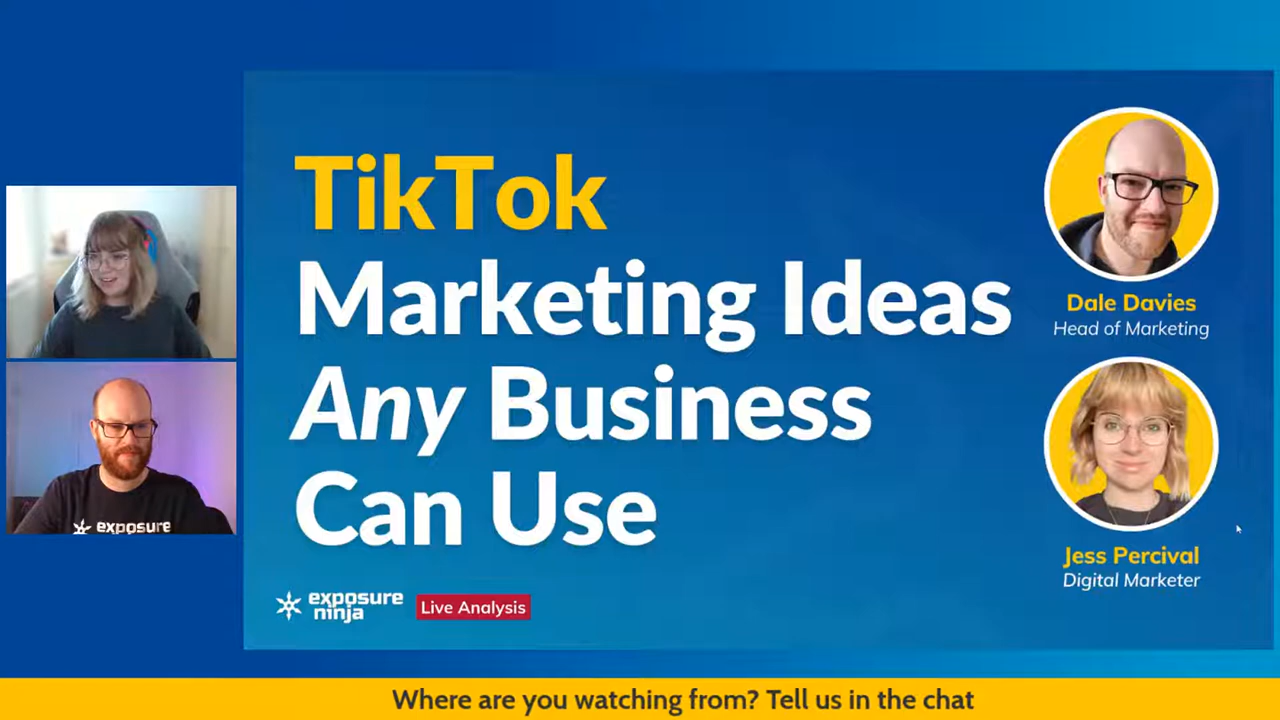 TikTok
Marketing Ideas
Any Business
Can Use
exposure
ninja
Live Analysis
Dale Davies
Head of Marketing
Jess Percival
Digital Marketer
exposure
Where are you watching from? Tell us in the chat